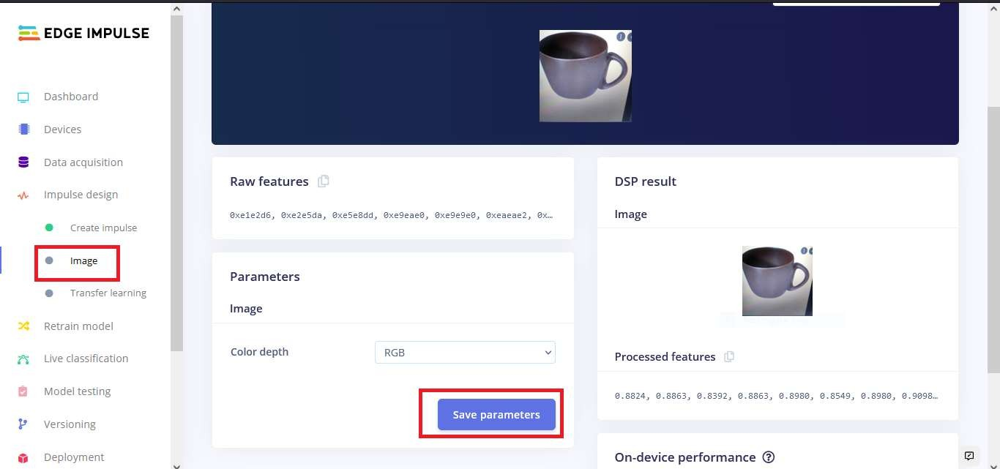 EDGE IMPULSE
Dashboard
Devices
Data acquisition
Impulse design
Create impulse
Image
Transfer learning
Retrain model
Live classification
Model testing
Versioning
Deployment
Raw features
0xe1e2d6, 0xe2e5da, 0xe5e8dd, 0xe9eae0, 0xe9e9e0, 0xeaeae2, 0x…
Parameters
Image
Color depth RGB
Save parameters
DSP result
Image
Processed features
0.8824, 0.8863, 0.8392, 0.8863, 0.8980, 0.8549, 0.8980, 0.9098…
On-device performance ?